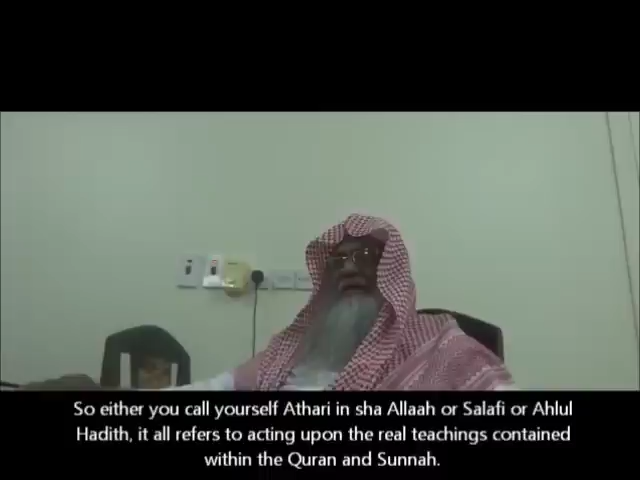 So either you call yourself Athari in sha Allaah or Salafi or Ahlul
Hadith, it all refers to acting upon the real teachings contained
within the Quran and Sunnah.